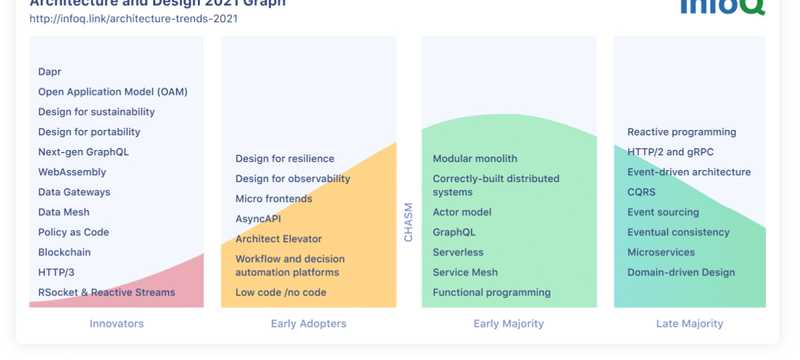 Architecture and Design 2021 Graph
InfoQ
http://infoq.link/architecture-trends-2021
Dapr
Open Application Model (OAM)
Design for sustainability
Design for portability
Next-gen GraphQL
WebAssembly
Data Gateways
Data Mesh
Policy as Code
Blockchain
HTTP/3
RSocket & Reactive Streams
Innovators
Design for resilience
Design for observability
Micro frontends
AsyncAPI
Architect Elevator
Workflow and decision
automation platforms
Low code /no code
Early Adopters
CHASM
Modular monolith
Correctly-built distributed
systems
Actor model
GraphQL
Serverless
Service Mesh
Functional programming
Early Majority
Reactive programming
HTTP/2 and gRPC
Event-driven architecture
CQRS
Event sourcing
Eventual consistency
Microservices
Domain-driven Design
Late Majority